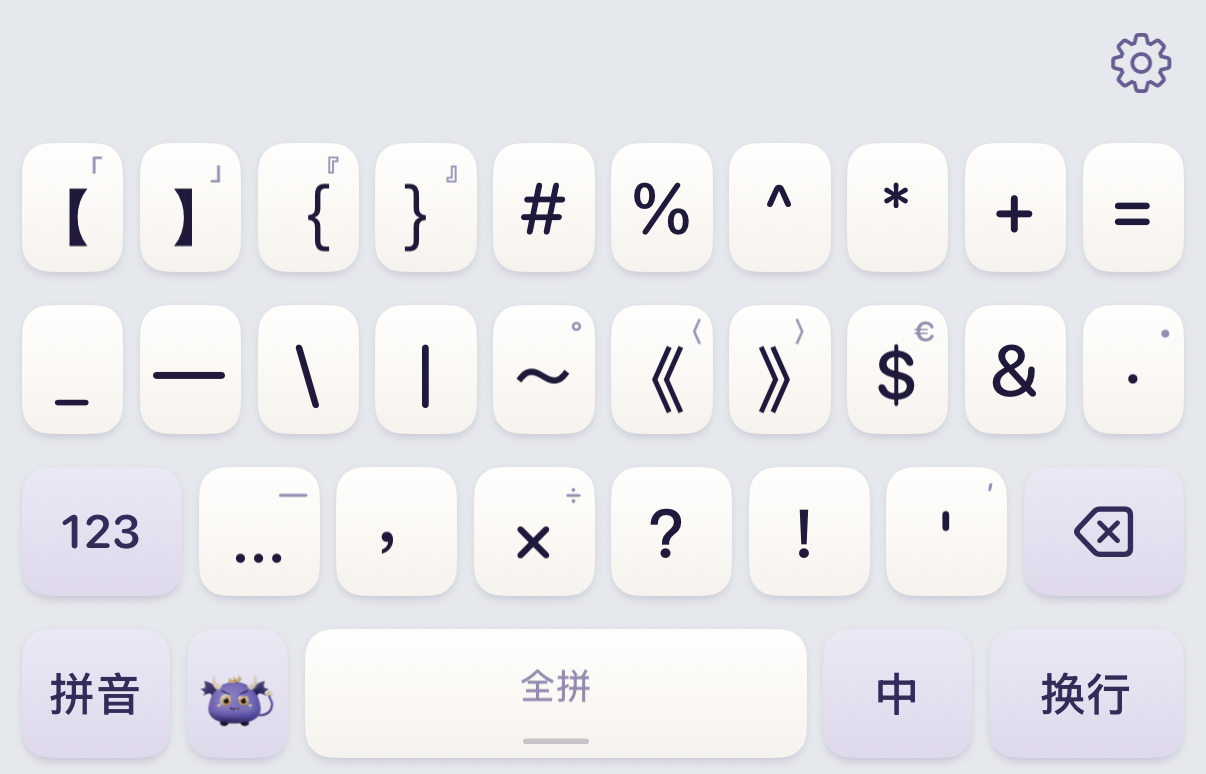 「 」 『 』
【 】 { } # % ^ * + =
° 〈 〉 € •
_ — \ | ~ 《 》 $ & ·
— ÷ ′
123 … , × ? ! '
拼音 全拼 中 换行